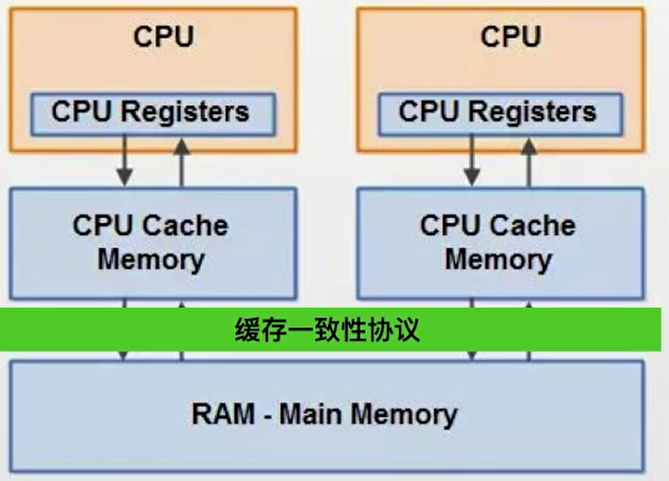 CPU
CPU
CPU Registers
CPU Registers
CPU Cache
Memory
CPU Cache
Memory
缓存一致性协议
RAM - Main Memory